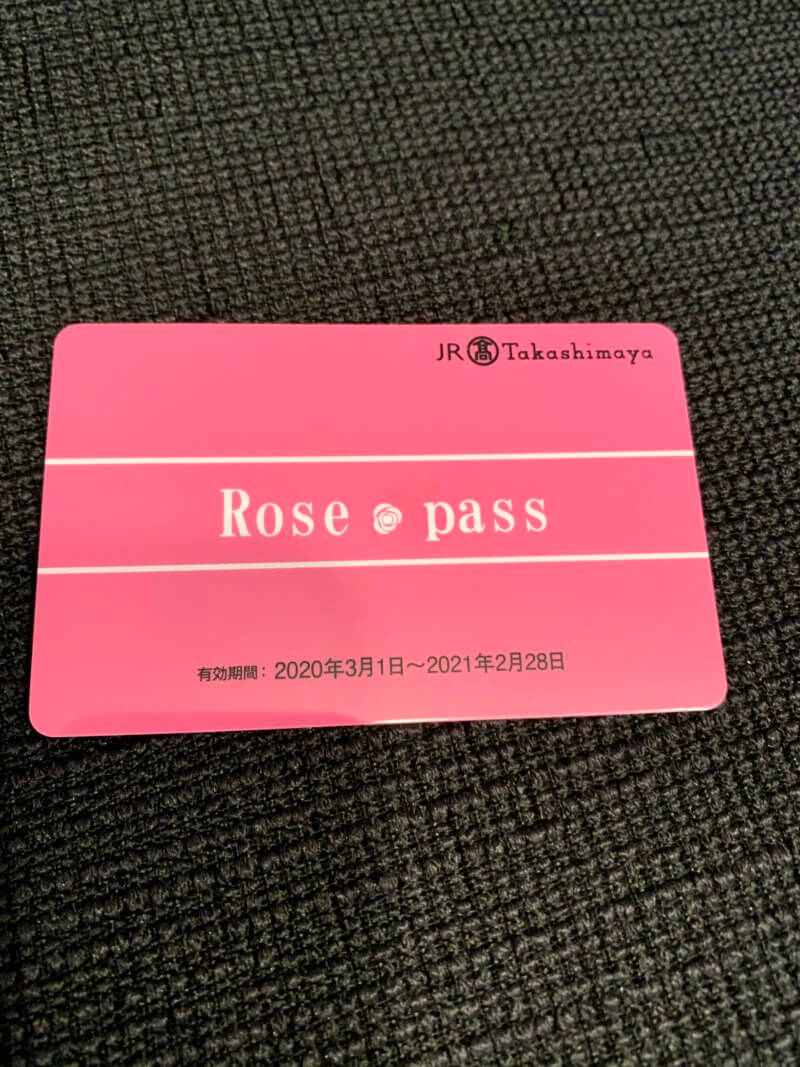 JR 髙 Takashimaya
Rose pass
有効期間：2020年3月1日〜2021年2月28日